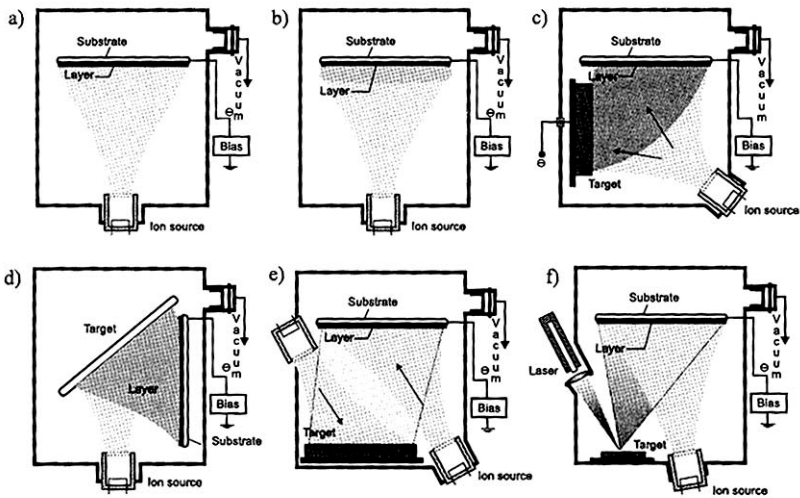 a)
Substrate
Layer
Vacuum
⊖
Bias
Ion source
b)
Substrate
Layer
Vacuum
⊖
Bias
Ion source
c)
Substrate
Layer
Vacuum
⊖
Bias
⊖
Target
Ion source
d)
Target
Layer
Vacuum
⊖
Bias
Substrate
Ion source
e)
Substrate
Layer
Vacuum
⊖
Bias
Target
Ion source
f)
Substrate
Layer
Laser
Vacuum
⊖
Bias
Target
Ion source